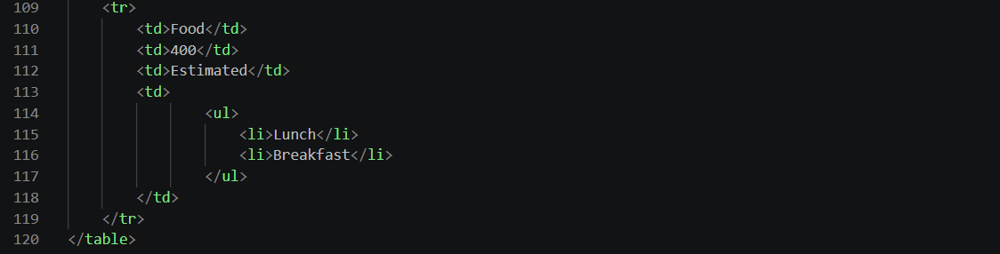 109 <tr>
110 <td>Food</td>
111 <td>400</td>
112 <td>Estimated</td>
113 <td>
114 <ul>
115 <li>Lunch</li>
116 <li>Breakfast</li>
117 </ul>
118 </td>
119 </tr>
120 </table>